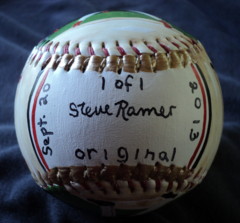 1 of 1
Steve Ramer
original
Sept. 20
2013